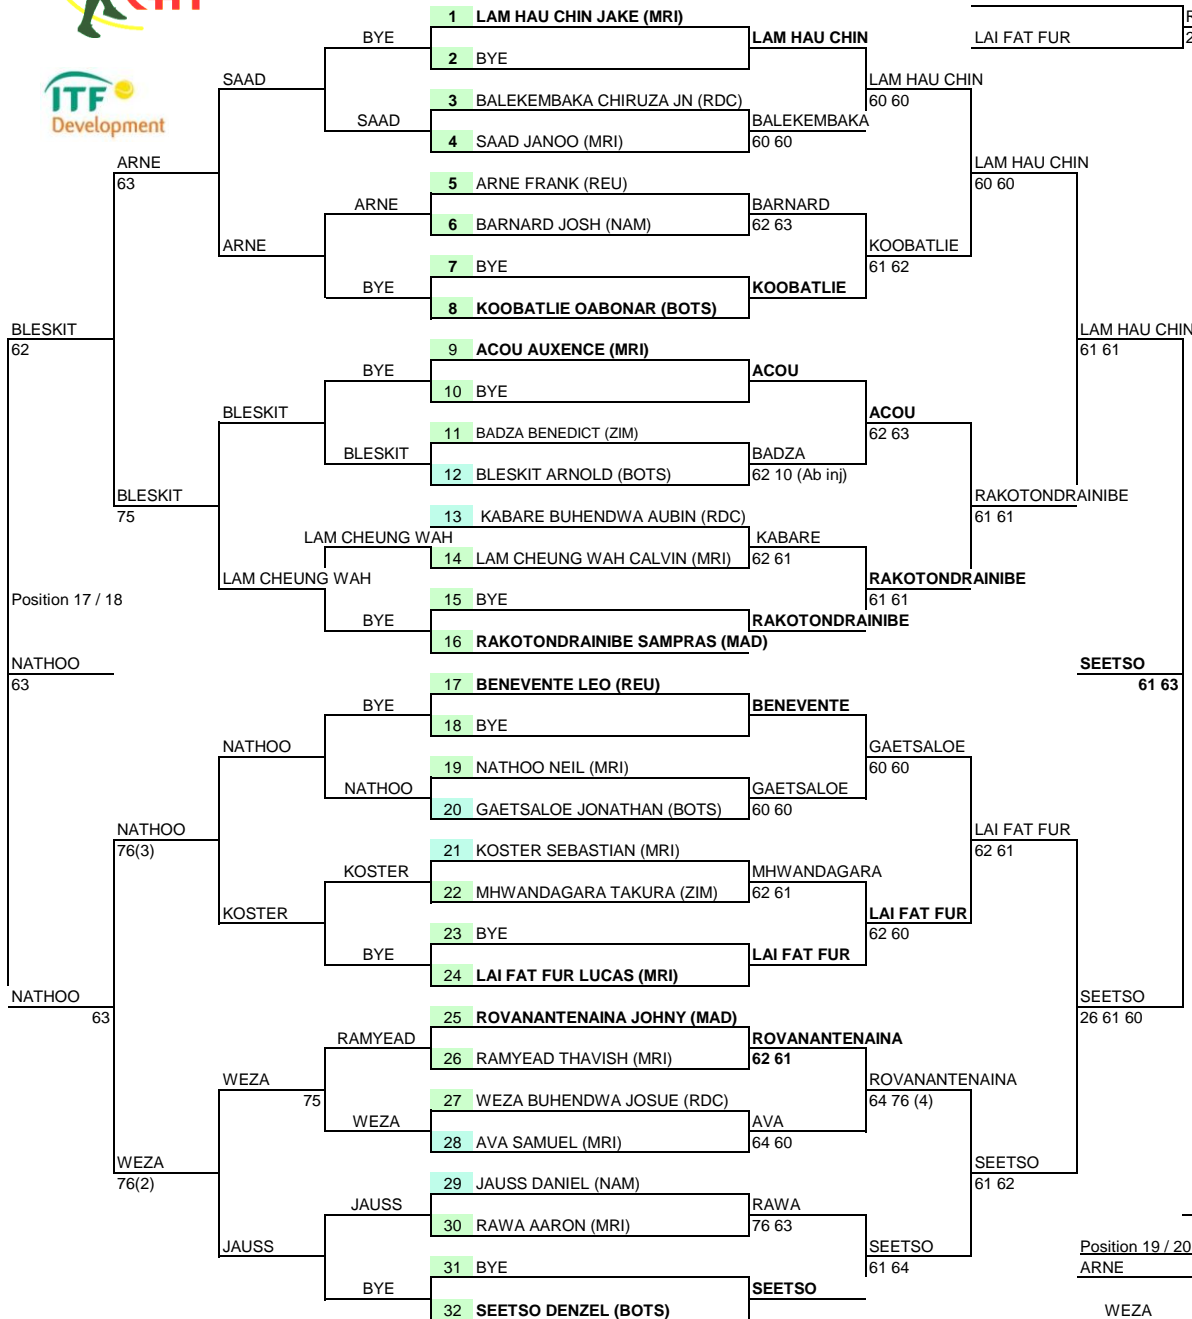 1 LAM HAU CHIN JAKE (MRI)
BYE LAM HAU CHIN LAI FAT FUR
2 BYE
SAAD LAM HAU CHIN
ITF
Development
3 BALEKEMBAKA CHIRUZA JN (RDC) 60 60
SAAD BALEKEMBAKA
4 SAAD JANOO (MRI) 60 60
ARNE LAM HAU CHIN
63 5 ARNE FRANK (REU) 60 60
ARNE BARNARD
6 BARNARD JOSH (NAM) 62 63
ARNE KOOBATLIE
7 BYE 61 62
BYE KOOBATLIE
8 KOOBATLIE OABONAR (BOTS)
BLESKIT LAM HAU CHIN
62 9 ACOU AUXENCE (MRI) 61 61
BYE ACOU
10 BYE
BLESKIT ACOU
11 BADZA BENEDICT (ZIM) 62 63
BLESKIT BADZA
12 BLESKIT ARNOLD (BOTS) 62 10 (Ab inj)
BLESKIT RAKOTONDRAINIBE
75 13 KABARE BUHENDWA AUBIN (RDC) 61 61
LAM CHEUNG WAH KABARE
14 LAM CHEUNG WAH CALVIN (MRI) 62 61
LAM CHEUNG WAH RAKOTONDRAINIBE
Position 17 / 18 15 BYE 61 61
BYE RAKOTONDRAINIBE
16 RAKOTONDRAINIBE SAMPRAS (MAD)
NATHOO SEETSO
63 17 BENEVENTE LEO (REU) 61 63
BYE BENEVENTE
18 BYE
NATHOO GAETSALOE
19 NATHOO NEIL (MRI) 60 60
NATHOO GAETSALOE
20 GAETSALOE JONATHAN (BOTS) 60 60
NATHOO LAI FAT FUR
76(3) 21 KOSTER SEBASTIAN (MRI) 62 61
KOSTER MHWANDAGARA
22 MHWANDAGARA TAKURA (ZIM) 62 61
KOSTER LAI FAT FUR
23 BYE 62 60
BYE LAI FAT FUR
24 LAI FAT FUR LUCAS (MRI)
NATHOO SEETSO
63 25 ROVANANTENAINA JOHNY (MAD) 26 61 60
RAMYEAD ROVANANTENAINA
26 RAMYEAD THAVISH (MRI) 62 61
WEZA ROVANANTENAINA
75 27 WEZA BUHENDWA JOSUE (RDC) 64 76 (4)
WEZA AVA
28 AVA SAMUEL (MRI) 64 60
WEZA SEETSO
76(2) 29 JAUSS DANIEL (NAM) 61 62
JAUSS RAWA
30 RAWA AARON (MRI) 76 63
JAUSS SEETSO Position 19 / 20
31 BYE 61 64 ARNE
BYE SEETSO
32 SEETSO DENZEL (BOTS) WEZA